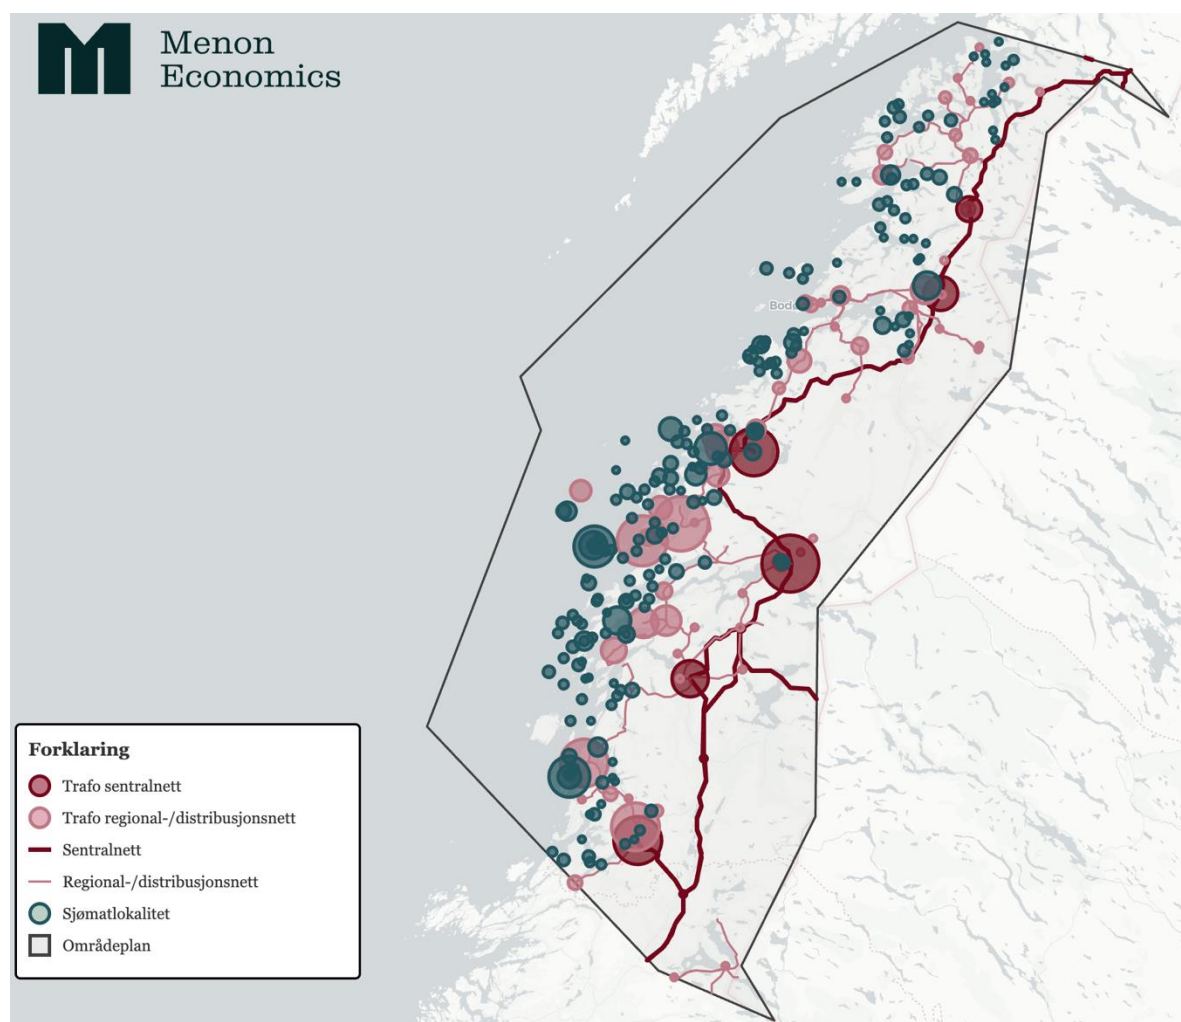 Menon
Economics
Forklaring
Trafo sentralnett
Trafo regional-/distribusjonsnett
Sentralnett
Regional-/distribusjonsnett
Sjømatlokalitet
Områdeplan